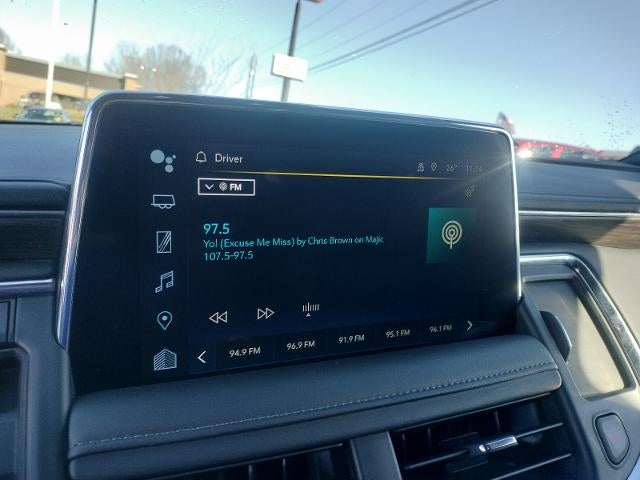 Driver
26°
FM
97.5
Yo! (Excuse Me Miss) by Chris Brown on Majic
107.5-97.5
94.9 FM 96.9 FM 91.9 FM 95.1 FM 96.1 FM